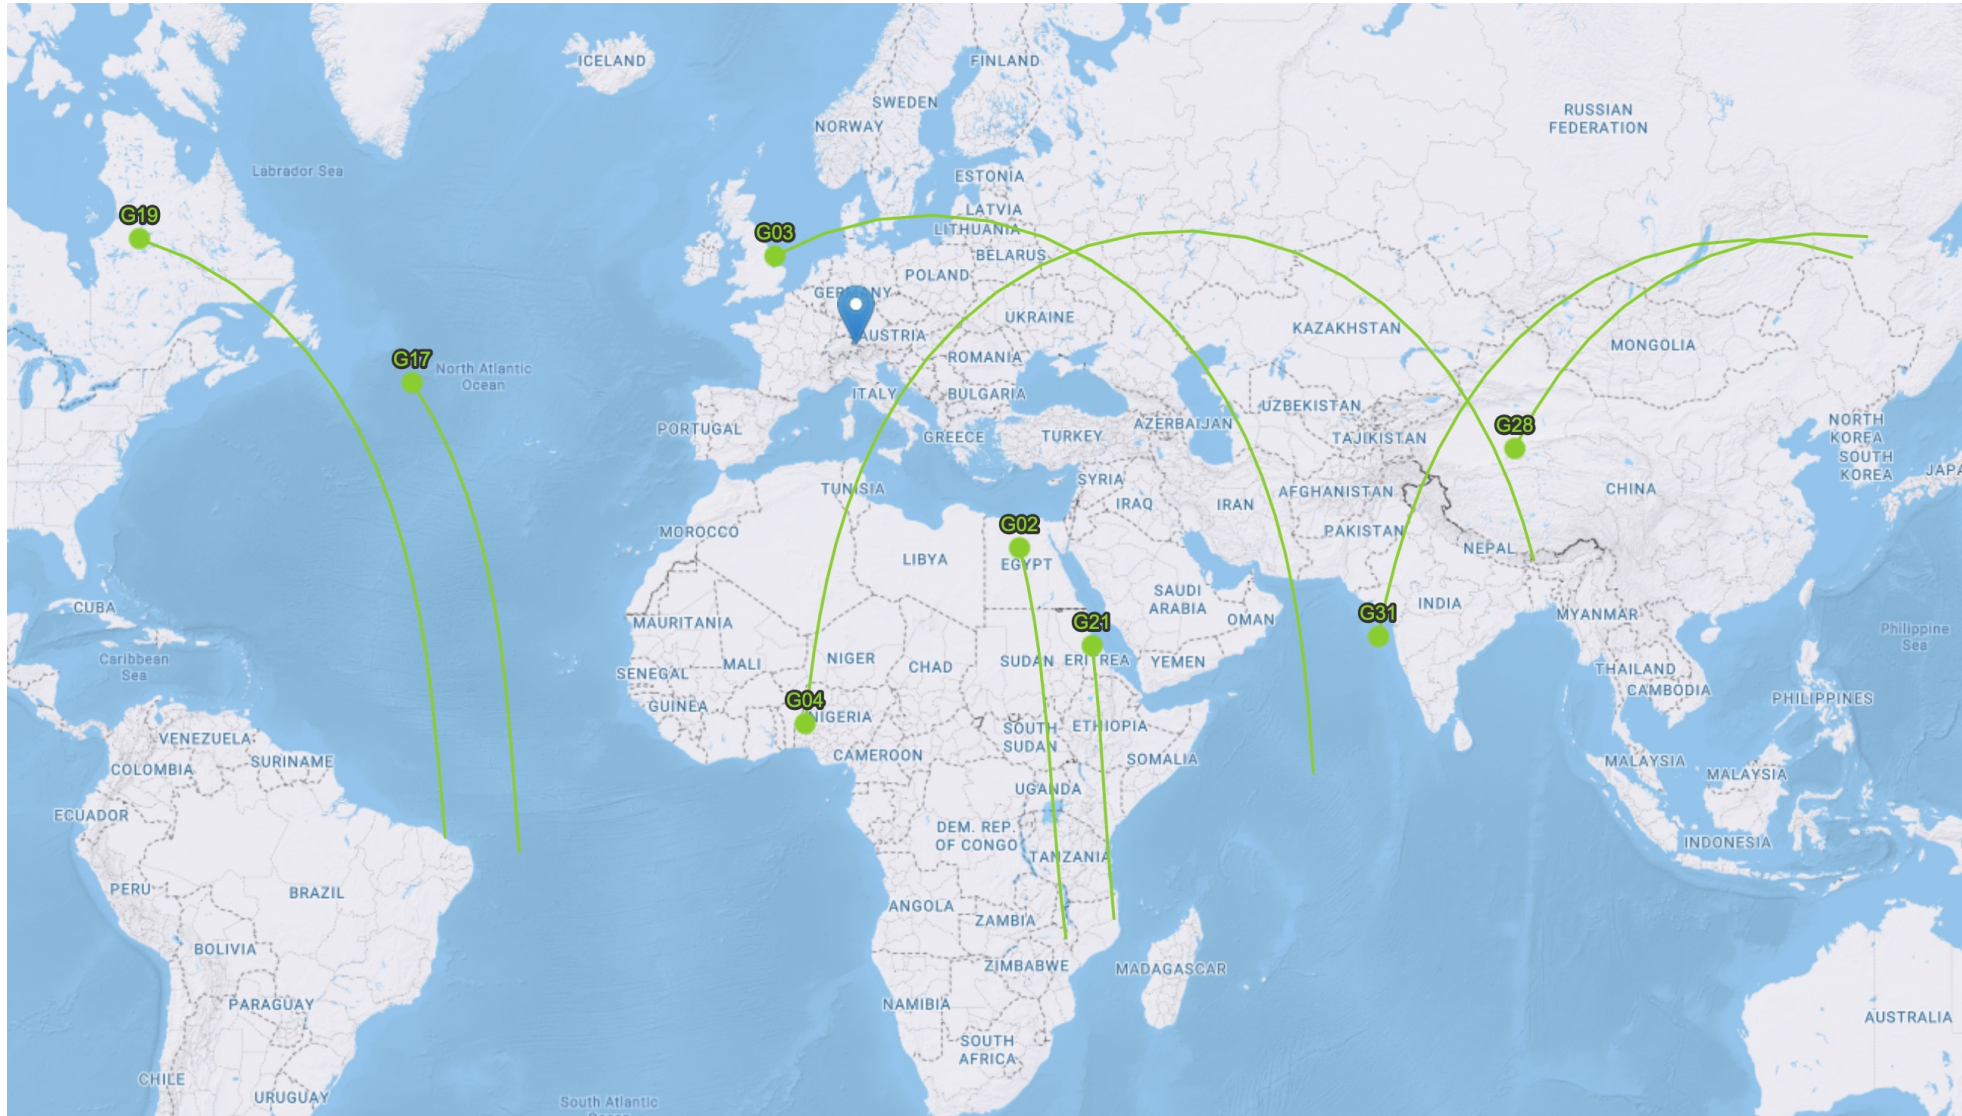 ICELAND
FINLAND
SWEDEN
NORWAY
RUSSIAN
FEDERATION
Labrador Sea
ESTONIA
LATVIA
LITHUANIA
G19
G03
BELARUS
POLAND
GERMANY
UKRAINE
AUSTRIA
KAZAKHSTAN
MONGOLIA
G17
North Atlantic
Ocean
ROMANIA
ITALY
BULGARIA
UZBEKISTAN
PORTUGAL
GREECE
TURKEY
AZERBAIJAN
TAJIKISTAN
G28
NORTH
KOREA
SOUTH
KOREA
JAPA
TUNISIA
SYRIA
IRAQ
IRAN
AFGHANISTAN
CHINA
MOROCCO
G02
PAKISTAN
NEPAL
LIBYA
EGYPT
CUBA
MAURITANIA
SAUDI
ARABIA
OMAN
G31
INDIA
MYANMAR
Philippine
Sea
G21
Caribbean
Sea
SENEGAL
MALI
NIGER
CHAD
SUDAN
ERITREA
YEMEN
THAILAND
CAMBODIA
PHILIPPINES
GUINEA
G04
NIGERIA
VENEZUELA
COLOMBIA
SURINAME
CAMEROON
SOUTH
SUDAN
ETHIOPIA
SOMALIA
MALAYSIA
MALAYSIA
UGANDA
ECUADOR
DEM. REP.
OF CONGO
TANZANIA
INDONESIA
PERU
BRAZIL
ANGOLA
ZAMBIA
BOLIVIA
ZIMBABWE
MADAGASCAR
PARAGUAY
NAMIBIA
AUSTRALIA
SOUTH
AFRICA
CHILE
URUGUAY
South Atlantic